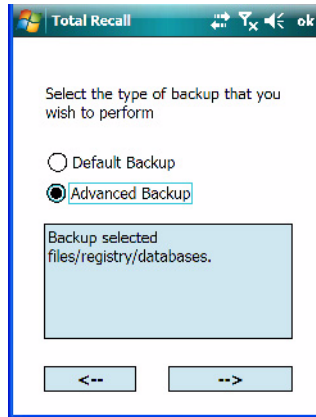 Total Recall ok
Select the type of backup that you
wish to perform
Default Backup
Advanced Backup
Backup selected
files/registry/databases.
<-- -->